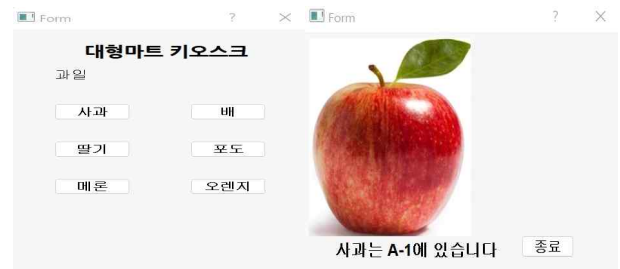 Form ?
대형마트 키오스크
과일
사과 배
딸기 포도
메론 오렌지
Form ?
사과는 A-1에 있습니다 종료